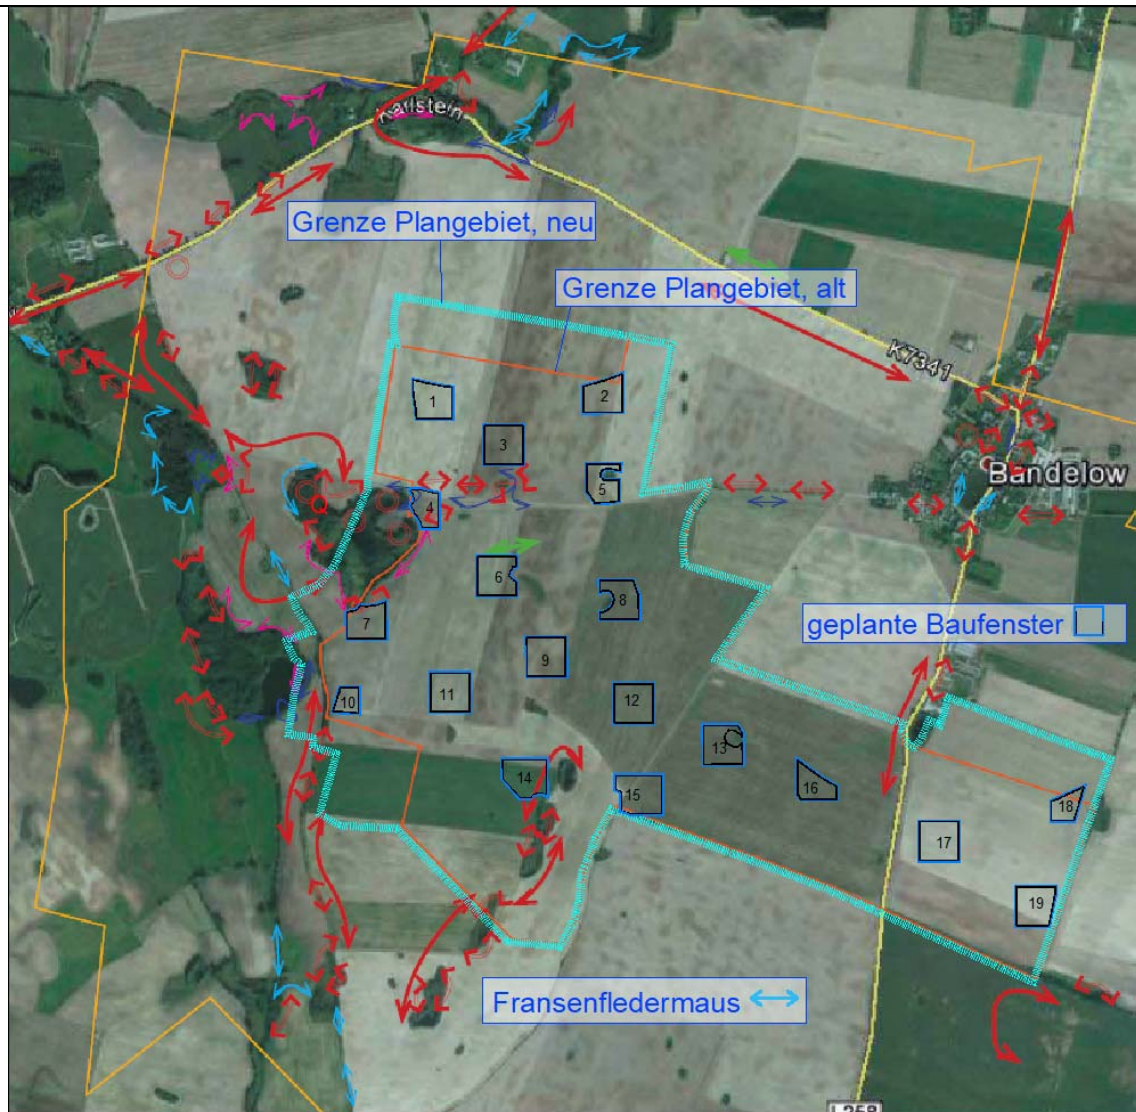 Karlstein
Grenze Plangebiet, neu
Grenze Plangebiet, alt
K7341
1
2
3
Bandelow
5
4
Q
6
8
7
geplante Baufenster
9
11
10
12
13
14
16
15
18
17
19
Fransenfledermaus
L258